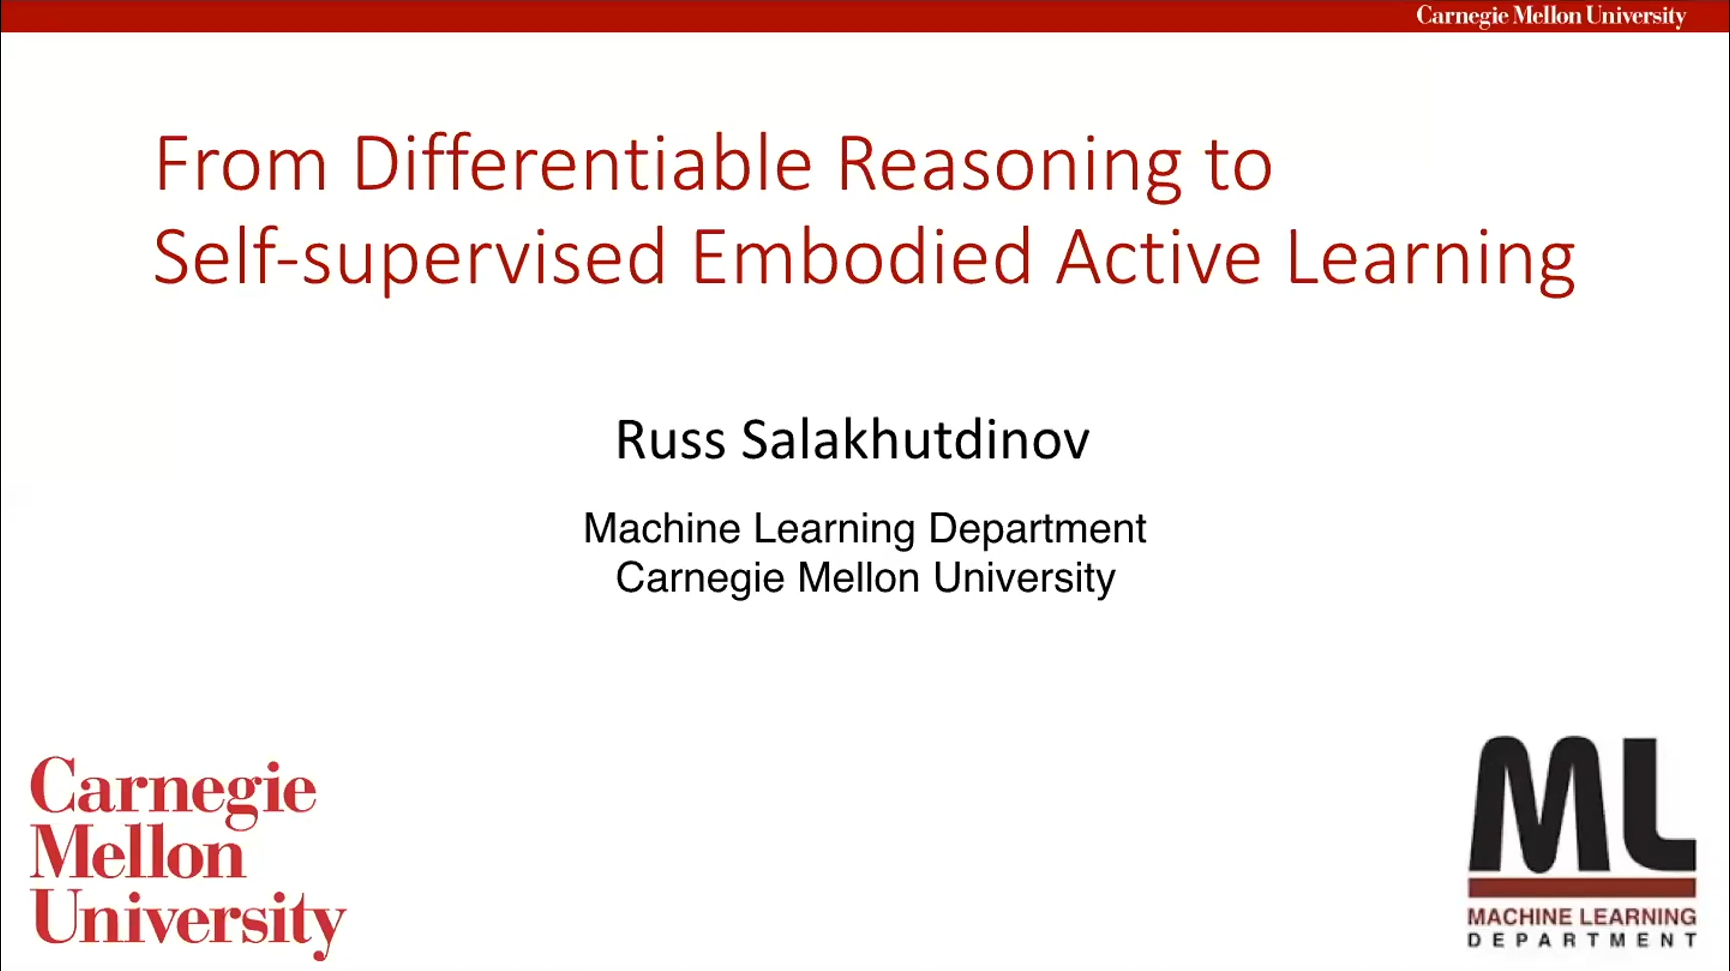 Carnegie Mellon University
From Differentiable Reasoning to
Self-supervised Embodied Active Learning
Russ Salakhutdinov
Machine Learning Department
Carnegie Mellon University
Carnegie
Mellon
University
ML
MACHINE LEARNING
DEPARTMENT